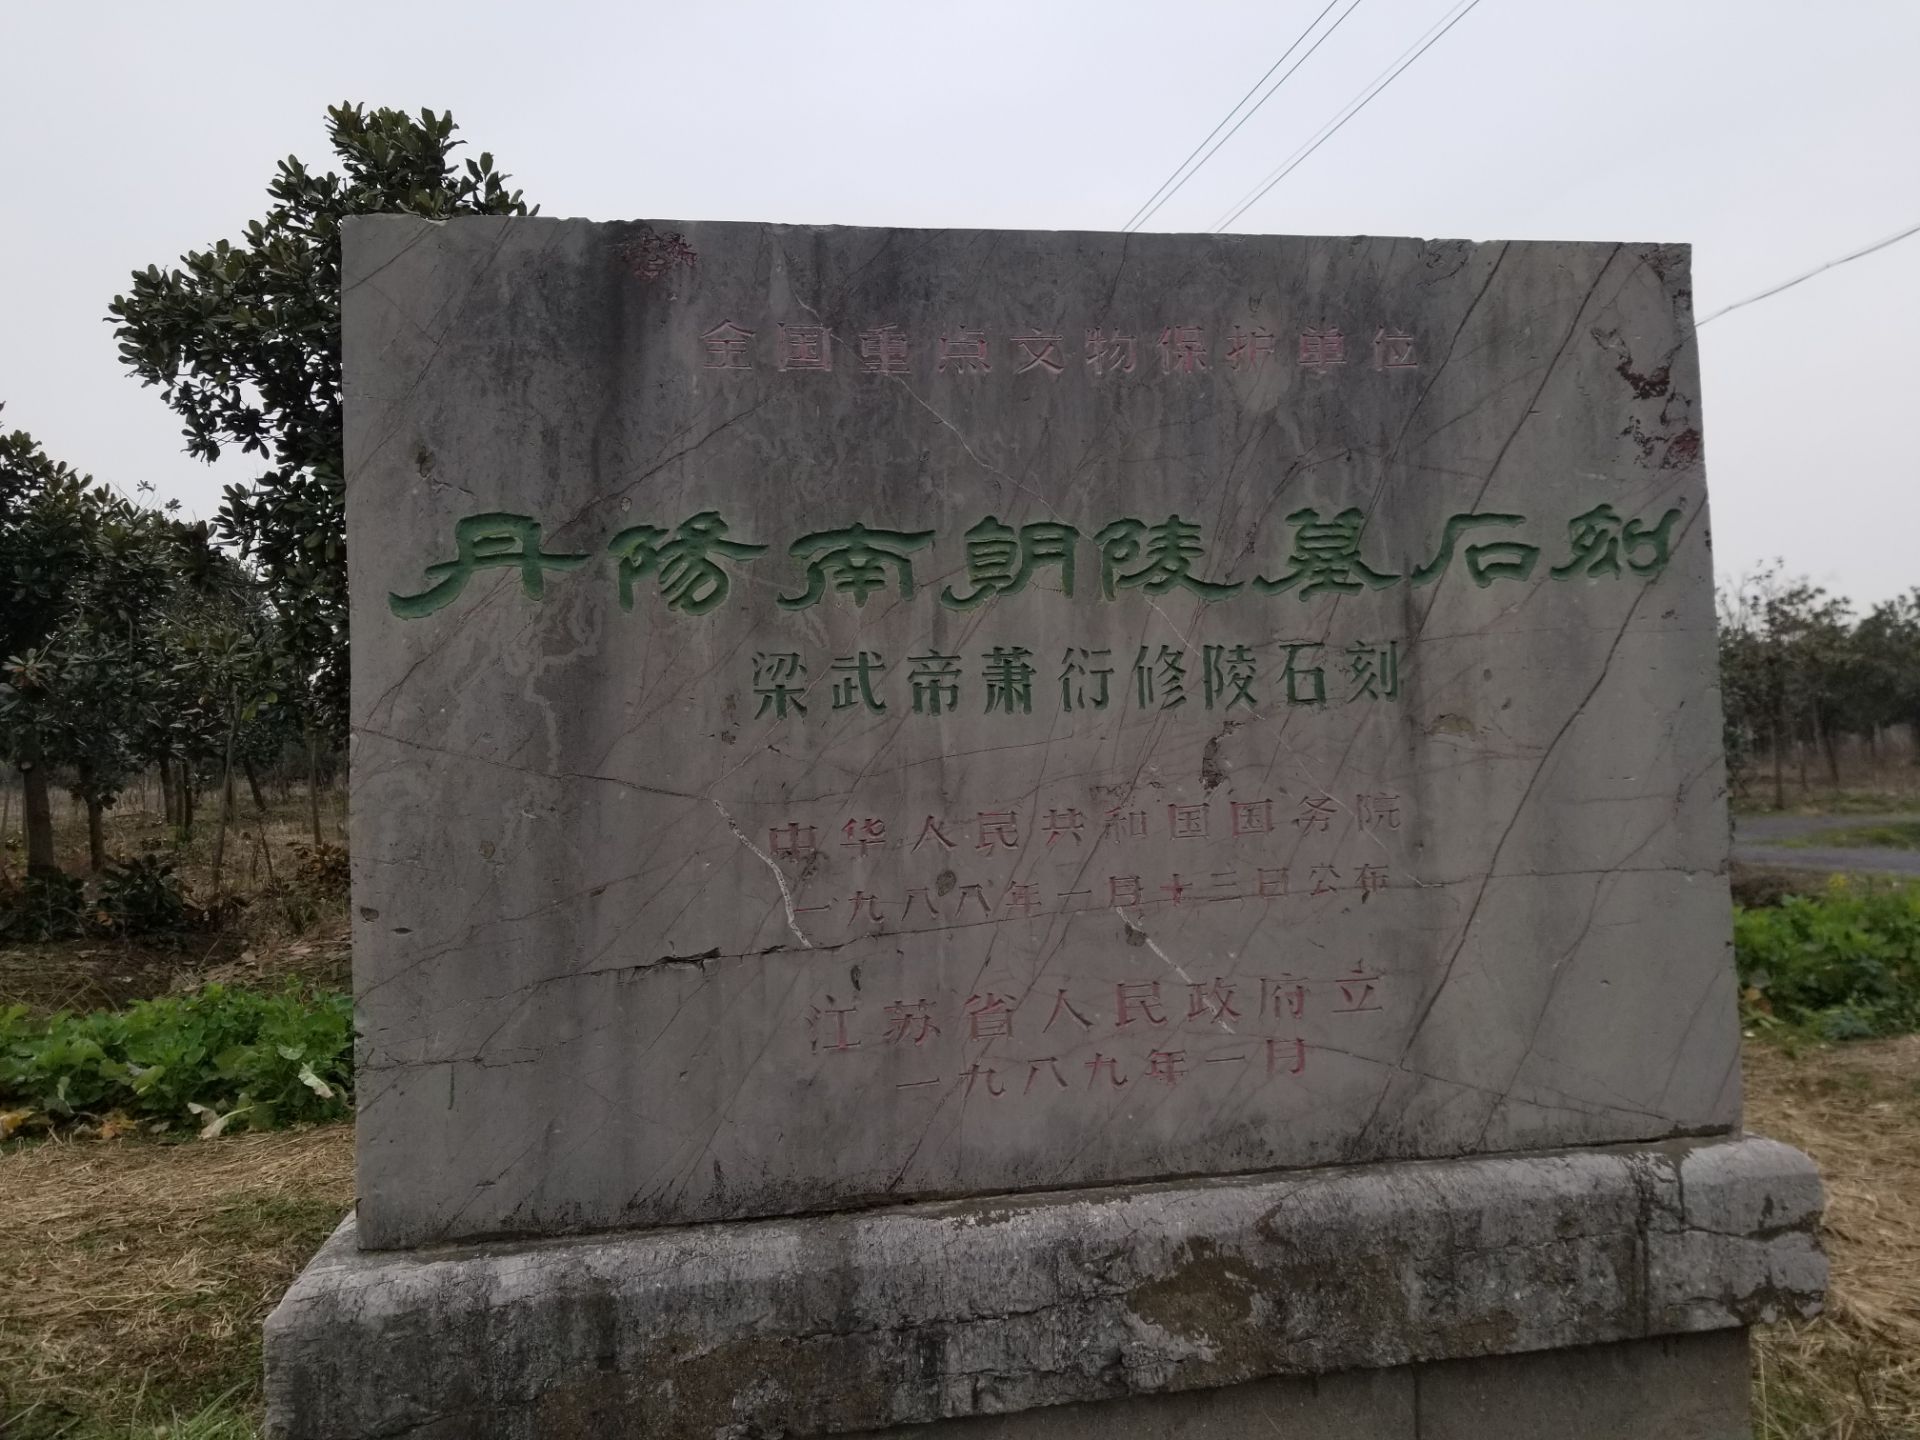 全国重点文物保护单位
丹陽南朝陵墓石刻
梁武帝萧衍修陵石刻
中华人民共和国国务院
一九八八年一月十三日公布
江苏省人民政府立
一九八九年一月